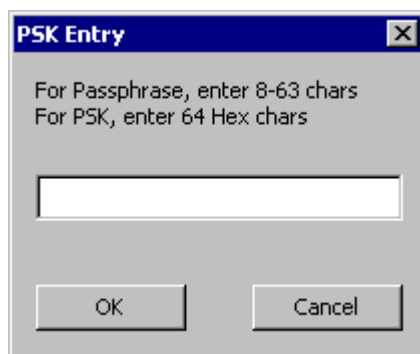 PSK Entry
For Passphrase, enter 8-63 chars
For PSK, enter 64 Hex chars
OK
Cancel